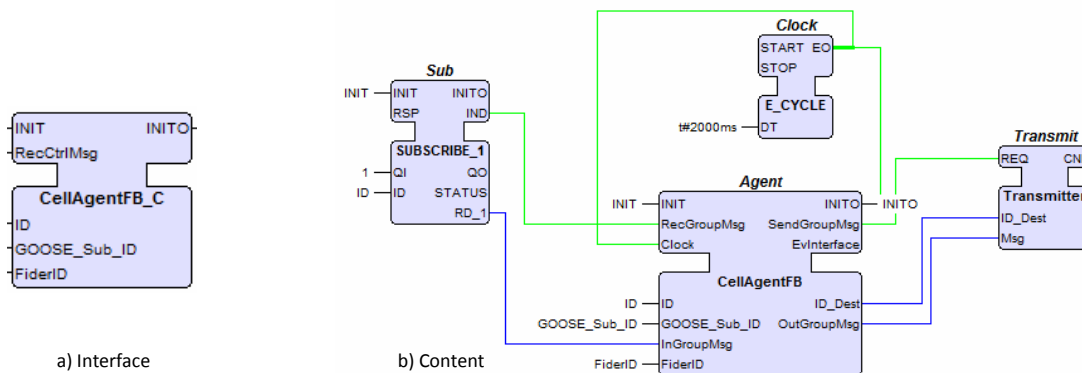 INIT INITO
RecCtrlMsg
CellAgentFB_C
ID
GOOSE_Sub_ID
FiderID
a) Interface
Sub
INIT INIT INITO
RSP IND
SUBSCRIBE_1
1 QI QO
ID ID STATUS
RD_1
Clock
START EO
STOP
E_CYCLE
t#2000ms DT
Agent
INIT INIT INITO INITO
RecGroupMsg SendGroupMsg
Clock EvInterface
CellAgentFB
ID ID ID_Dest
GOOSE_Sub_ID GOOSE_Sub_ID OutGroupMsg
InGroupMsg
FiderID FiderID
Transmit
REQ
Transmitter
ID_Dest
Msg
b) Content